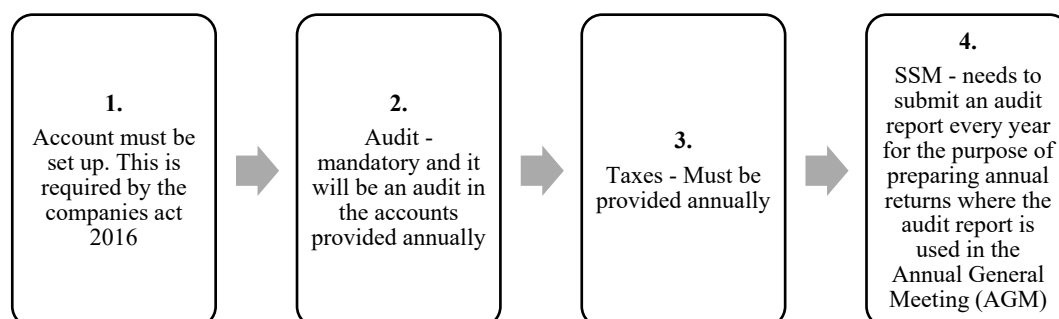 1.
Account must be
set up. This is
required by the
companies act
2016
2.
Audit -
mandatory and it
will be an audit in
the accounts
provided annually
3.
Taxes - Must be
provided annually
4.
SSM - needs to
submit an audit
report every year
for the purpose of
preparing annual
returns where the
audit report is
used in the
Annual General
Meeting (AGM)